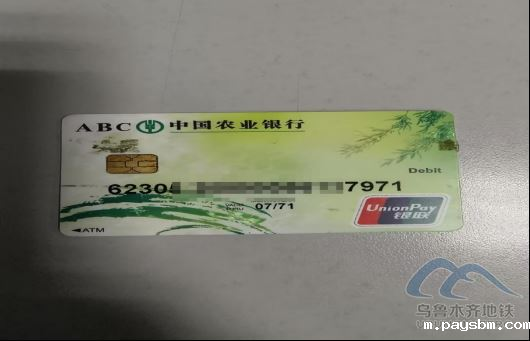 ABC 中国农业银行
Debit
62305 7971
07/71
UnionPay
银联
ATM
乌鲁木齐地铁
m.paysbm.com